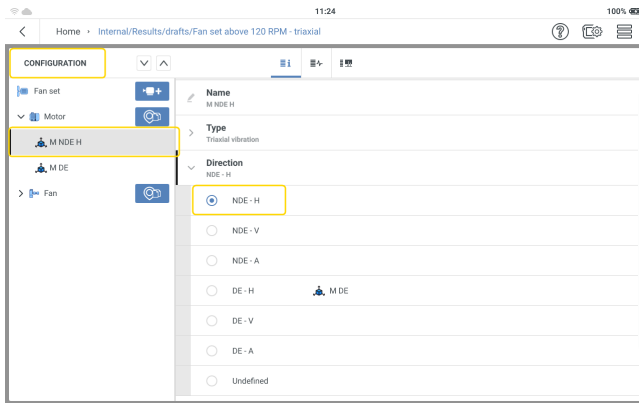 11:24
100%
Home › Internal/Results/drafts/Fan set above 120 RPM - triaxial
CONFIGURATION
Fan set
Motor
M NDE H
M DE
Fan
Name
M NDE H
Type
Triaxial vibration
Direction
NDE - H
NDE - H
NDE - V
NDE - A
DE - H M DE
DE - V
DE - A
Undefined